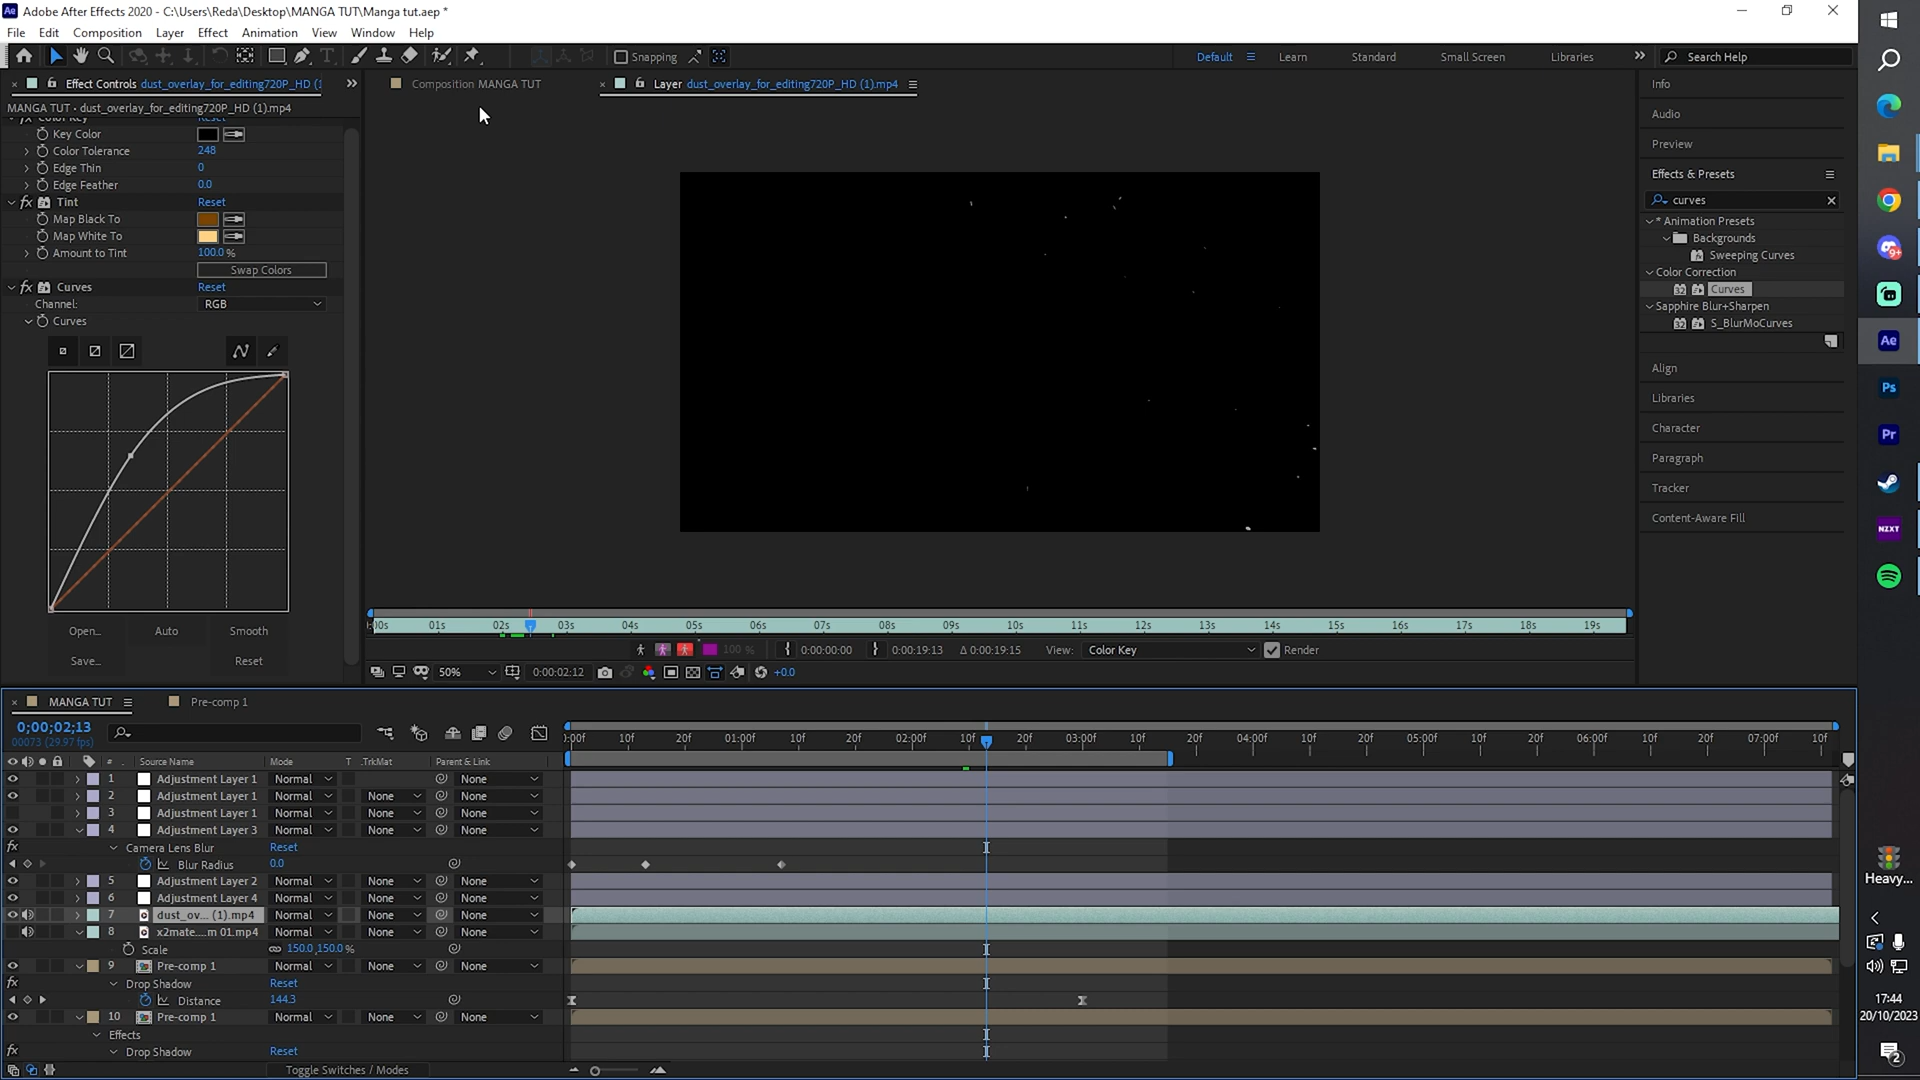 Adobe After Effects 2020 - C:\Users\Reda\Desktop\MANGA TUT\Manga tut.aep *
File Edit Composition Layer Effect Animation View Window Help
Snapping
Default Learn Standard Small Screen Libraries Search Help
Effect Controls dust_overlay_for_editing720P_HD (1
MANGA TUT • dust_overlay_for_editing720P_HD (1).mp4
Color Key Reset
Key Color
Color Tolerance 248
Edge Thin 0
Edge Feather 0.0
Tint Reset
Map Black To
Map White To
Amount to Tint 100.0 %
Swap Colors
Curves Reset
Channel: RGB
Curves
Open... Auto Smooth
Save... Reset
Composition MANGA TUT
Layer dust_overlay_for_editing720P_HD (1).mp4
:00s 01s 02s 03s 04s 05s 06s 07s 08s 09s 10s 11s 12s 13s 14s 15s 16s 17s 18s 19s
100 % 0:00:00:00 0:00:19:13 Δ 0:00:19:15 View: Color Key Render
50% 0:00:02:12 +0.0
Info
Audio
Preview
Effects & Presets
curves
* Animation Presets
Backgrounds
Sweeping Curves
Color Correction
Curves
Sapphire Blur+Sharpen
S_BlurMoCurves
Align
Libraries
Character
Paragraph
Tracker
Content-Aware Fill
MANGA TUT Pre-comp 1
0;00;02;13
00073 (29.97 fps)
# Source Name Mode T .TrkMat Parent & Link
):00f 10f 20f 01:00f 10f 20f 02:00f 10f 20f 03:00f 10f 20f 04:00f 10f 20f 05:00f 10f 20f 06:00f 10f 20f 07:00f 10f
1 Adjustment Layer 1 Normal None
2 Adjustment Layer 1 Normal None None
3 Adjustment Layer 1 Normal None None
4 Adjustment Layer 3 Normal None None
fx Camera Lens Blur Reset
Blur Radius 0.0
5 Adjustment Layer 2 Normal None None
6 Adjustment Layer 4 Normal None None
7 dust_ov... (1).mp4 Normal None None
8 x2mate....m 01.mp4 Normal None None
Scale 150.0,150.0 %
9 Pre-comp 1 Normal None None
fx Drop Shadow Reset
Distance 144.3
10 Pre-comp 1 Normal None None
Effects
fx Drop Shadow Reset
Toggle Switches / Modes
Ae
Ps
Pr
NZXT
9+
Heavy...
17:44
20/10/2023
2